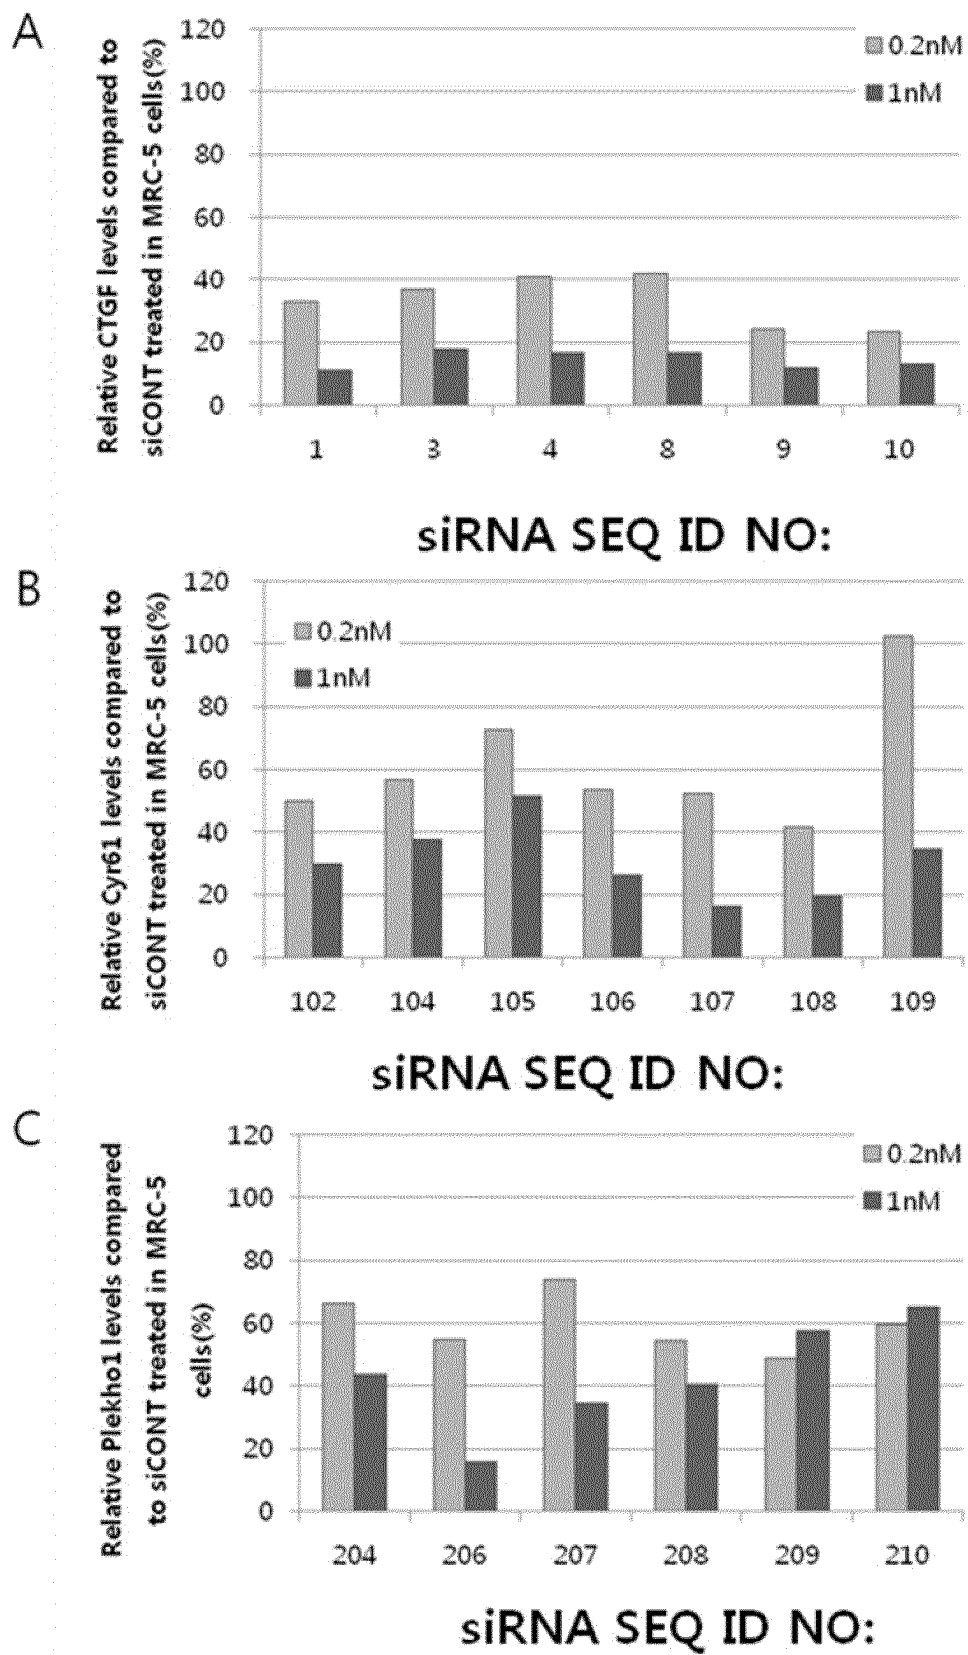 A
Relative CTGF levels compared to
siCONT treated in MRC-5 cells(%)
120
100
80
60
40
20
0
0.2nM
1nM
1 3 4 8 9 10
siRNA SEQ ID NO:
B
Relative Cyr61 levels compared to
siCONT treated in MRC-5 cells(%)
120
100
80
60
40
20
0
0.2nM
1nM
102 104 105 106 107 108 109
siRNA SEQ ID NO:
C
Relative Plekho1 levels compared
to siCONT treated in MRC-5
cells(%)
120
100
80
60
40
20
0
0.2nM
1nM
204 206 207 208 209 210
siRNA SEQ ID NO: